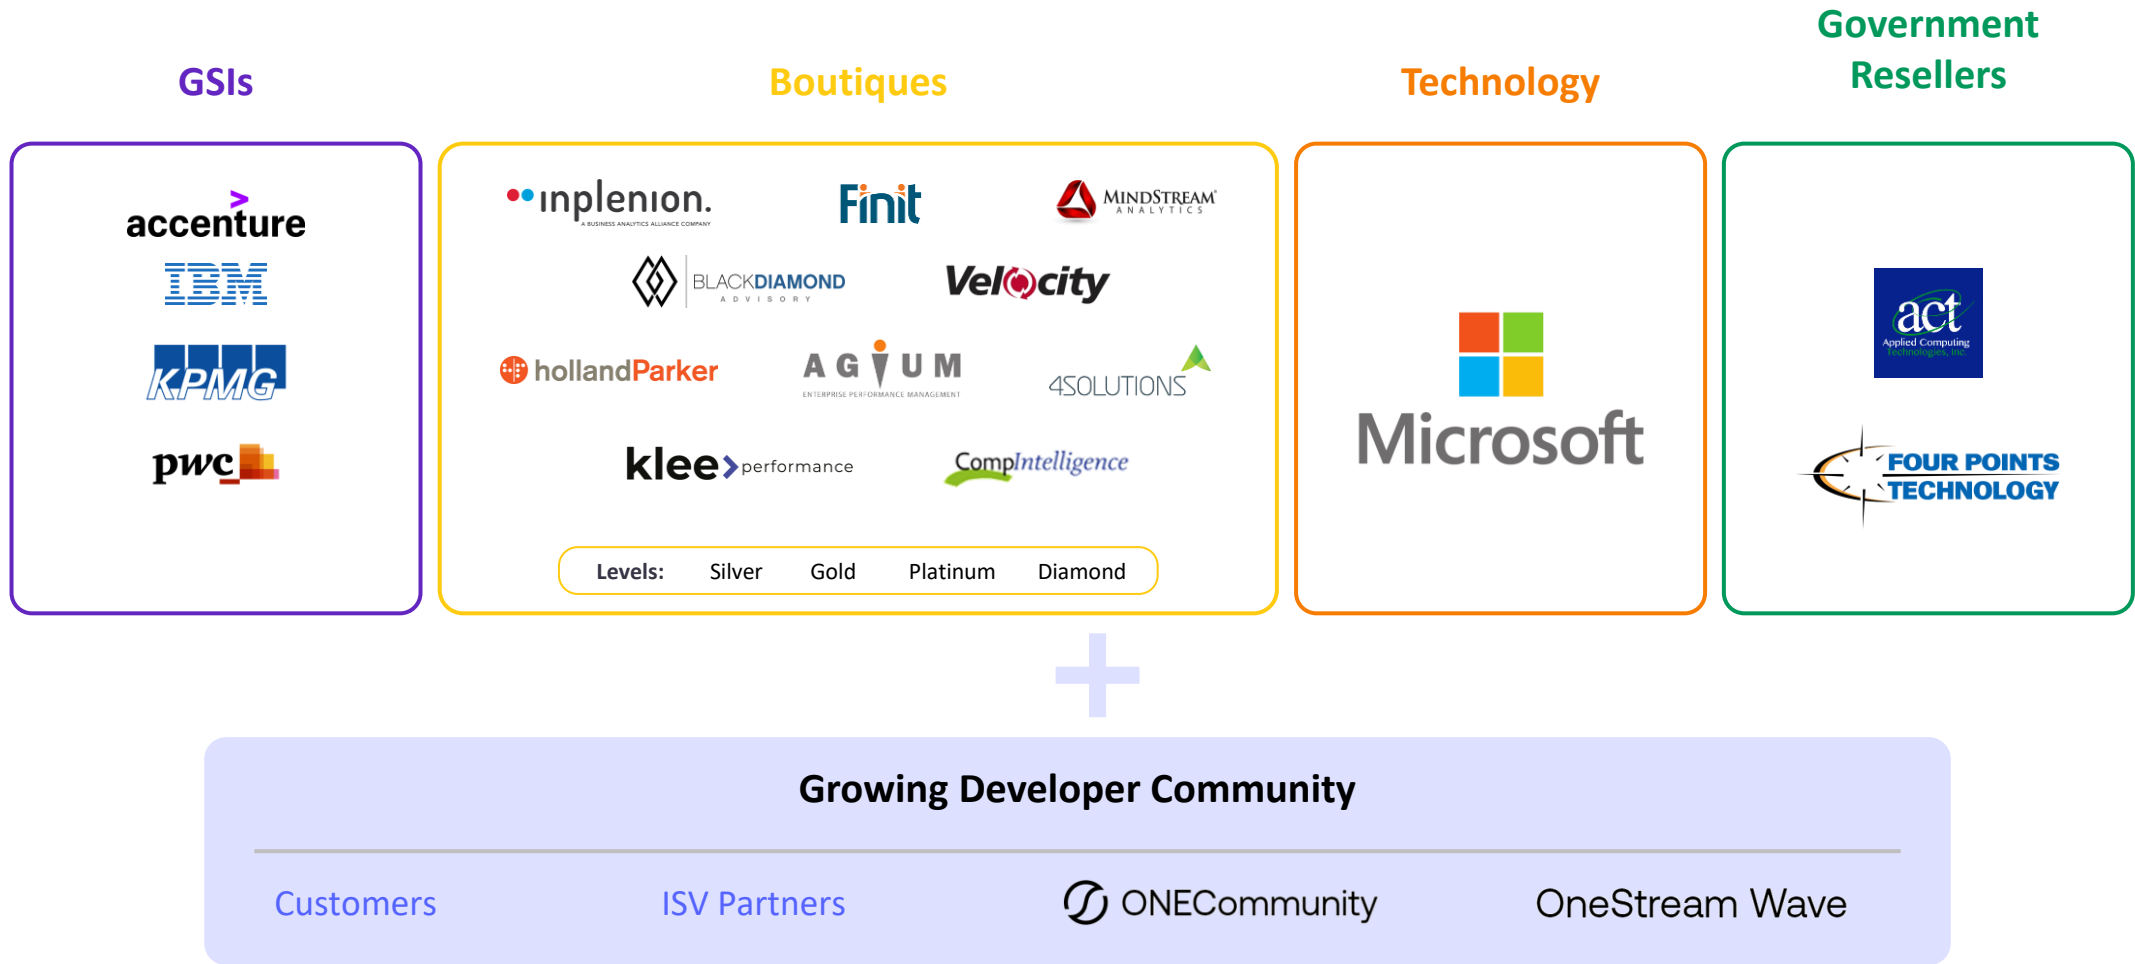 GSIs
Boutiques
Technology
Government
Resellers
accenture
IBM
KPMG
pwc
inplenion.
A BUSINESS ANALYTICS ALLIANCE COMPANY
Finit
MINDSTREAM
ANALYTICS
BLACKDIAMOND
ADVISORY
Velocity
hollandParker
AGIUM
ENTERPRISE PERFORMANCE MANAGEMENT
4SOLUTIONS
klee performance
CompIntelligence
Levels: Silver Gold Platinum Diamond
Microsoft
act
Applied Computing
Technologies, Inc.
FOUR POINTS
TECHNOLOGY
Growing Developer Community
Customers ISV Partners ONECommunity OneStream Wave